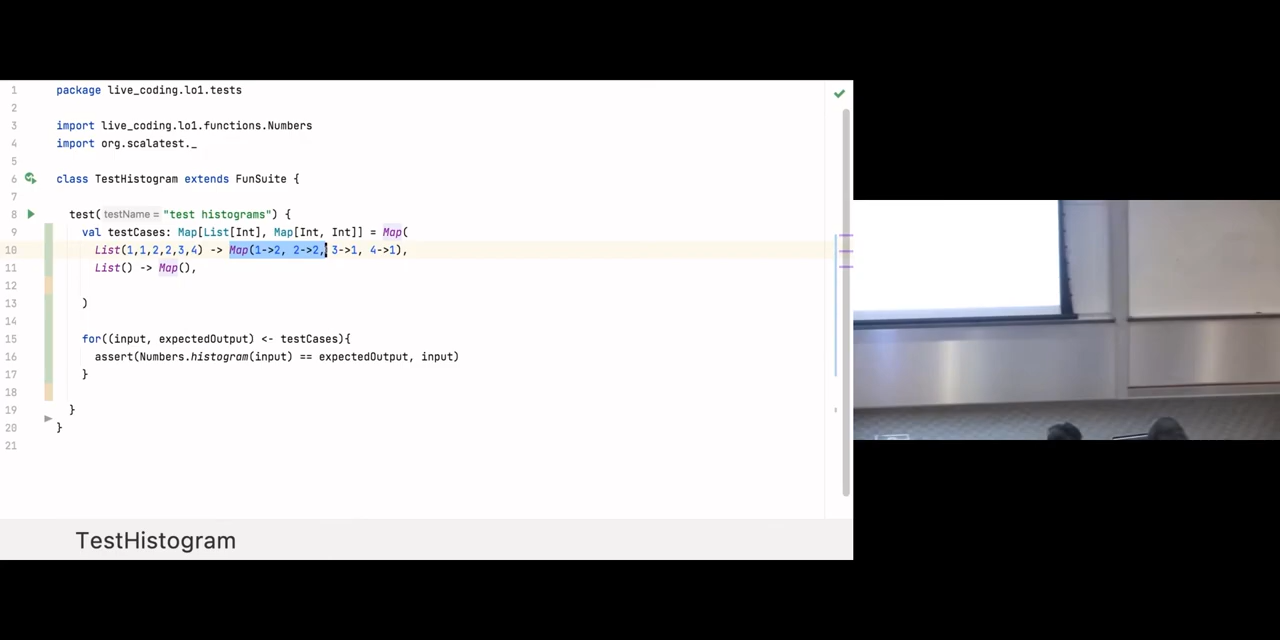 1 package live_coding.lo1.tests
2
3 import live_coding.lo1.functions.Numbers
4 import org.scalatest._
5
6 class TestHistogram extends FunSuite {
7
8 test( testName = "test histograms") {
9 val testCases: Map[List[Int], Map[Int, Int]] = Map(
10 List(1,1,2,2,3,4) -> Map(1->2, 2->2, 3->1, 4->1),
11 List() -> Map(),
12
13 )
14
15 for((input, expectedOutput) <- testCases){
16 assert(Numbers.histogram(input) == expectedOutput, input)
17 }
18
19 }
20 }
21
TestHistogram